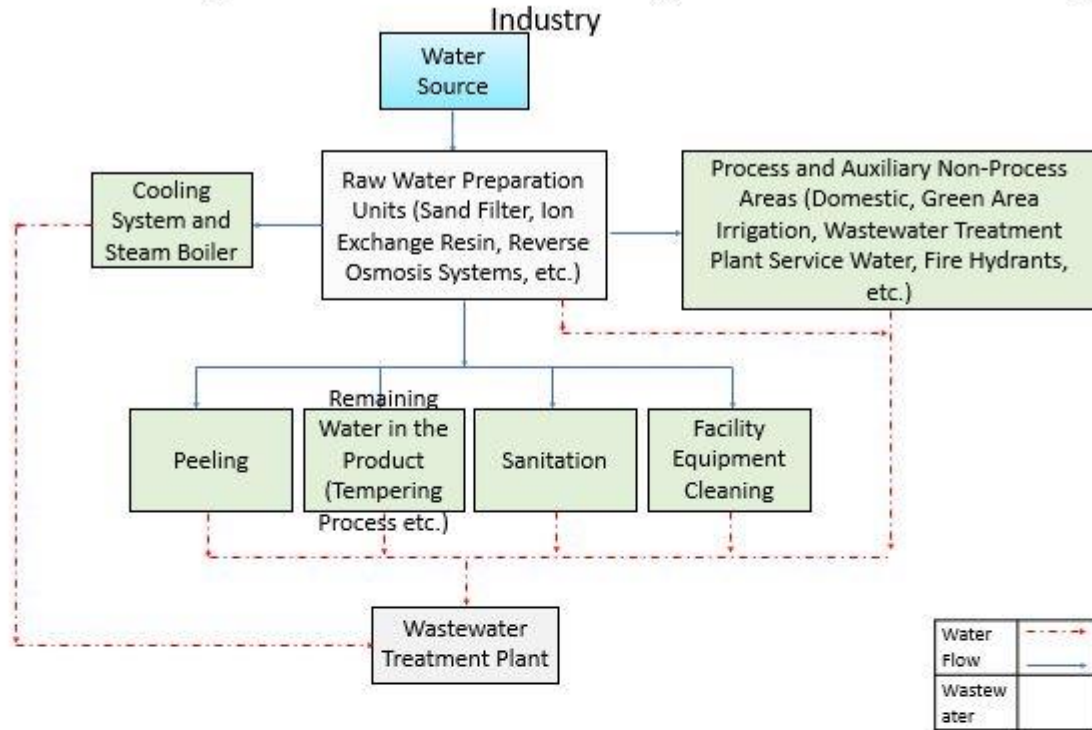 Industry
Water
Source
Cooling
System and
Steam Boiler
Raw Water Preparation
Units (Sand Filter, Ion
Exchange Resin, Reverse
Osmosis Systems, etc.)
Process and Auxiliary Non-Process
Areas (Domestic, Green Area
Irrigation, Wastewater Treatment
Plant Service Water, Fire Hydrants,
etc.)
Peeling
Remaining
Water in the
Product
(Tempering
Process etc.)
Sanitation
Facility
Equipment
Cleaning
Wastewater
Treatment Plant
Water
Flow
Wastew
ater